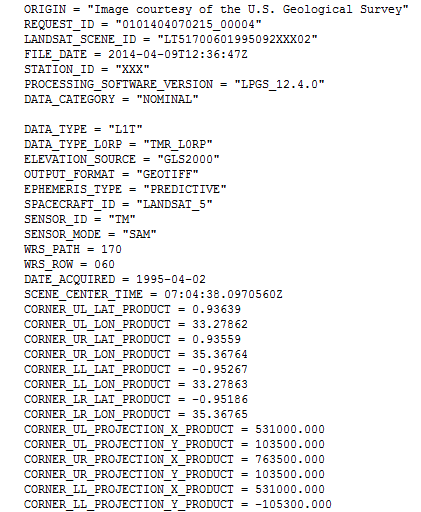 ORIGIN = "Image courtesy of the U.S. Geological Survey"
REQUEST_ID = "0101404070215_00004"
LANDSAT_SCENE_ID = "LT51700601995092XXX02"
FILE_DATE = 2014-04-09T12:36:47Z
STATION_ID = "XXX"
PROCESSING_SOFTWARE_VERSION = "LPGS_12.4.0"
DATA_CATEGORY = "NOMINAL"
DATA_TYPE = "L1T"
DATA_TYPE_L0RP = "TMR_L0RP"
ELEVATION_SOURCE = "GLS2000"
OUTPUT_FORMAT = "GEOTIFF"
EPHEMERIS_TYPE = "PREDICTIVE"
SPACECRAFT_ID = "LANDSAT_5"
SENSOR_ID = "TM"
SENSOR_MODE = "SAM"
WRS_PATH = 170
WRS_ROW = 060
DATE_ACQUIRED = 1995-04-02
SCENE_CENTER_TIME = 07:04:38.0970560Z
CORNER_UL_LAT_PRODUCT = 0.93639
CORNER_UL_LON_PRODUCT = 33.27862
CORNER_UR_LAT_PRODUCT = 0.93559
CORNER_UR_LON_PRODUCT = 35.36764
CORNER_LL_LAT_PRODUCT = -0.95267
CORNER_LL_LON_PRODUCT = 33.27863
CORNER_LR_LAT_PRODUCT = -0.95186
CORNER_LR_LON_PRODUCT = 35.36765
CORNER_UL_PROJECTION_X_PRODUCT = 531000.000
CORNER_UL_PROJECTION_Y_PRODUCT = 103500.000
CORNER_UR_PROJECTION_X_PRODUCT = 763500.000
CORNER_UR_PROJECTION_Y_PRODUCT = 103500.000
CORNER_LL_PROJECTION_X_PRODUCT = 531000.000
CORNER_LL_PROJECTION_Y_PRODUCT = -105300.000